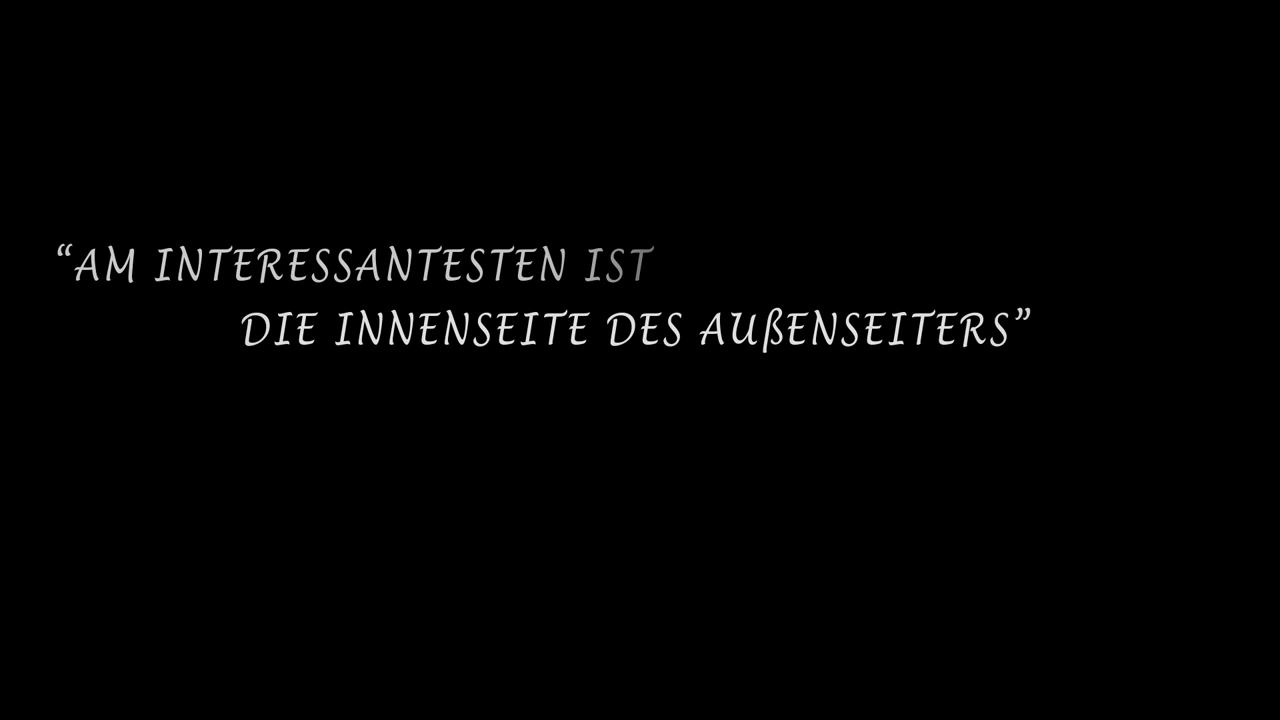 “AM INTERESSANTESTEN IST
DIE INNENSEITE DES AUßENSEITERS”